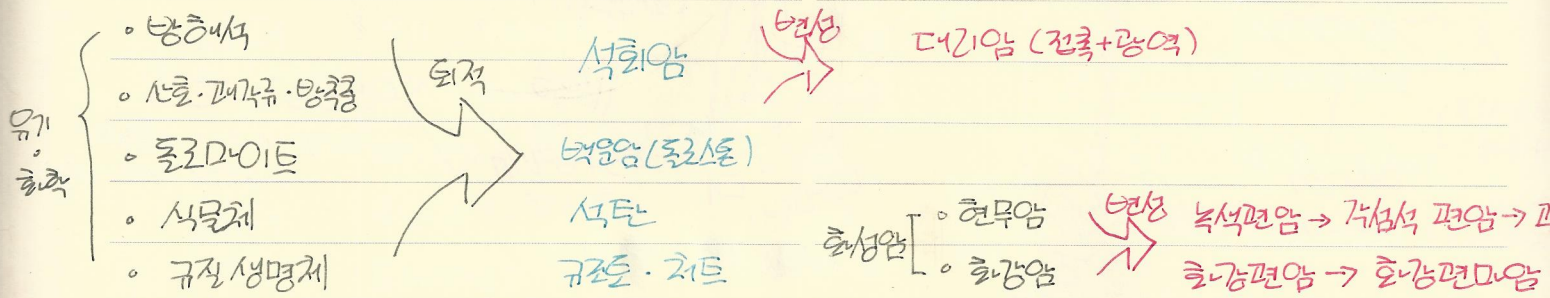 유기·화학
• 방해석
• 산호·패각류·방추충
• 돌로마이트
• 식물체
• 규질 생명체
퇴적
석회암
백운암(돌로스톤)
석탄
규조토 · 처트
변성
대리암 (접촉+광역)
화성암
• 현무암
• 화강암
변성
녹색편암 → 각섬석 편암 →
화강편암 → 화강편마암